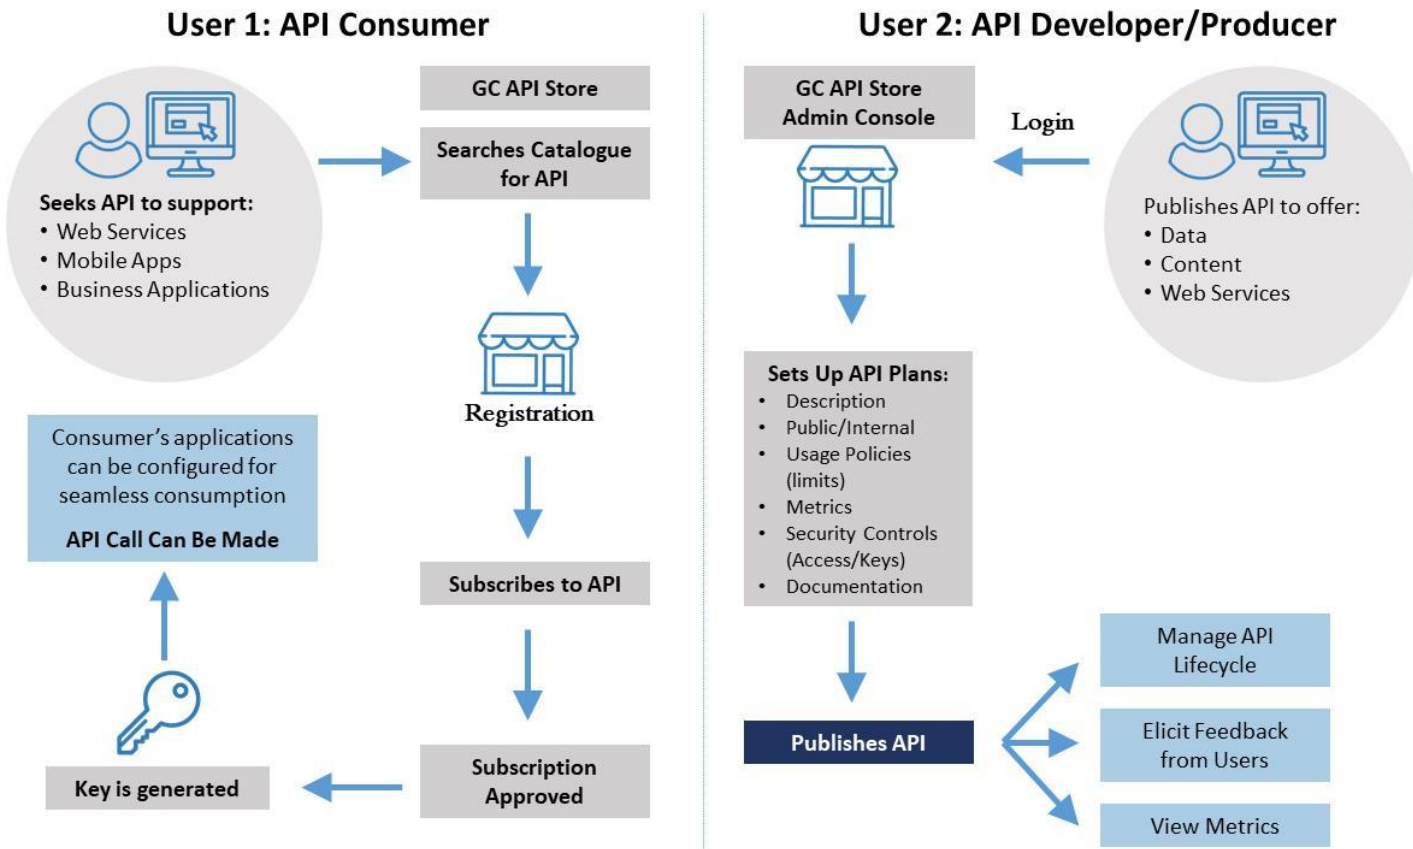 User 1: API Consumer
GC API Store
Searches Catalogue
for API
Seeks API to support:
• Web Services
• Mobile Apps
• Business Applications
Registration
Consumer’s applications
can be configured for
seamless consumption
API Call Can Be Made
Subscribes to API
Subscription
Approved
Key is generated
User 2: API Developer/Producer
GC API Store
Admin Console
Login
Publishes API to offer:
• Data
• Content
• Web Services
Sets Up API Plans:
• Description
• Public/Internal
• Usage Policies
(limits)
• Metrics
• Security Controls
(Access/Keys)
• Documentation
Publishes API
Manage API
Lifecycle
Elicit Feedback
from Users
View Metrics